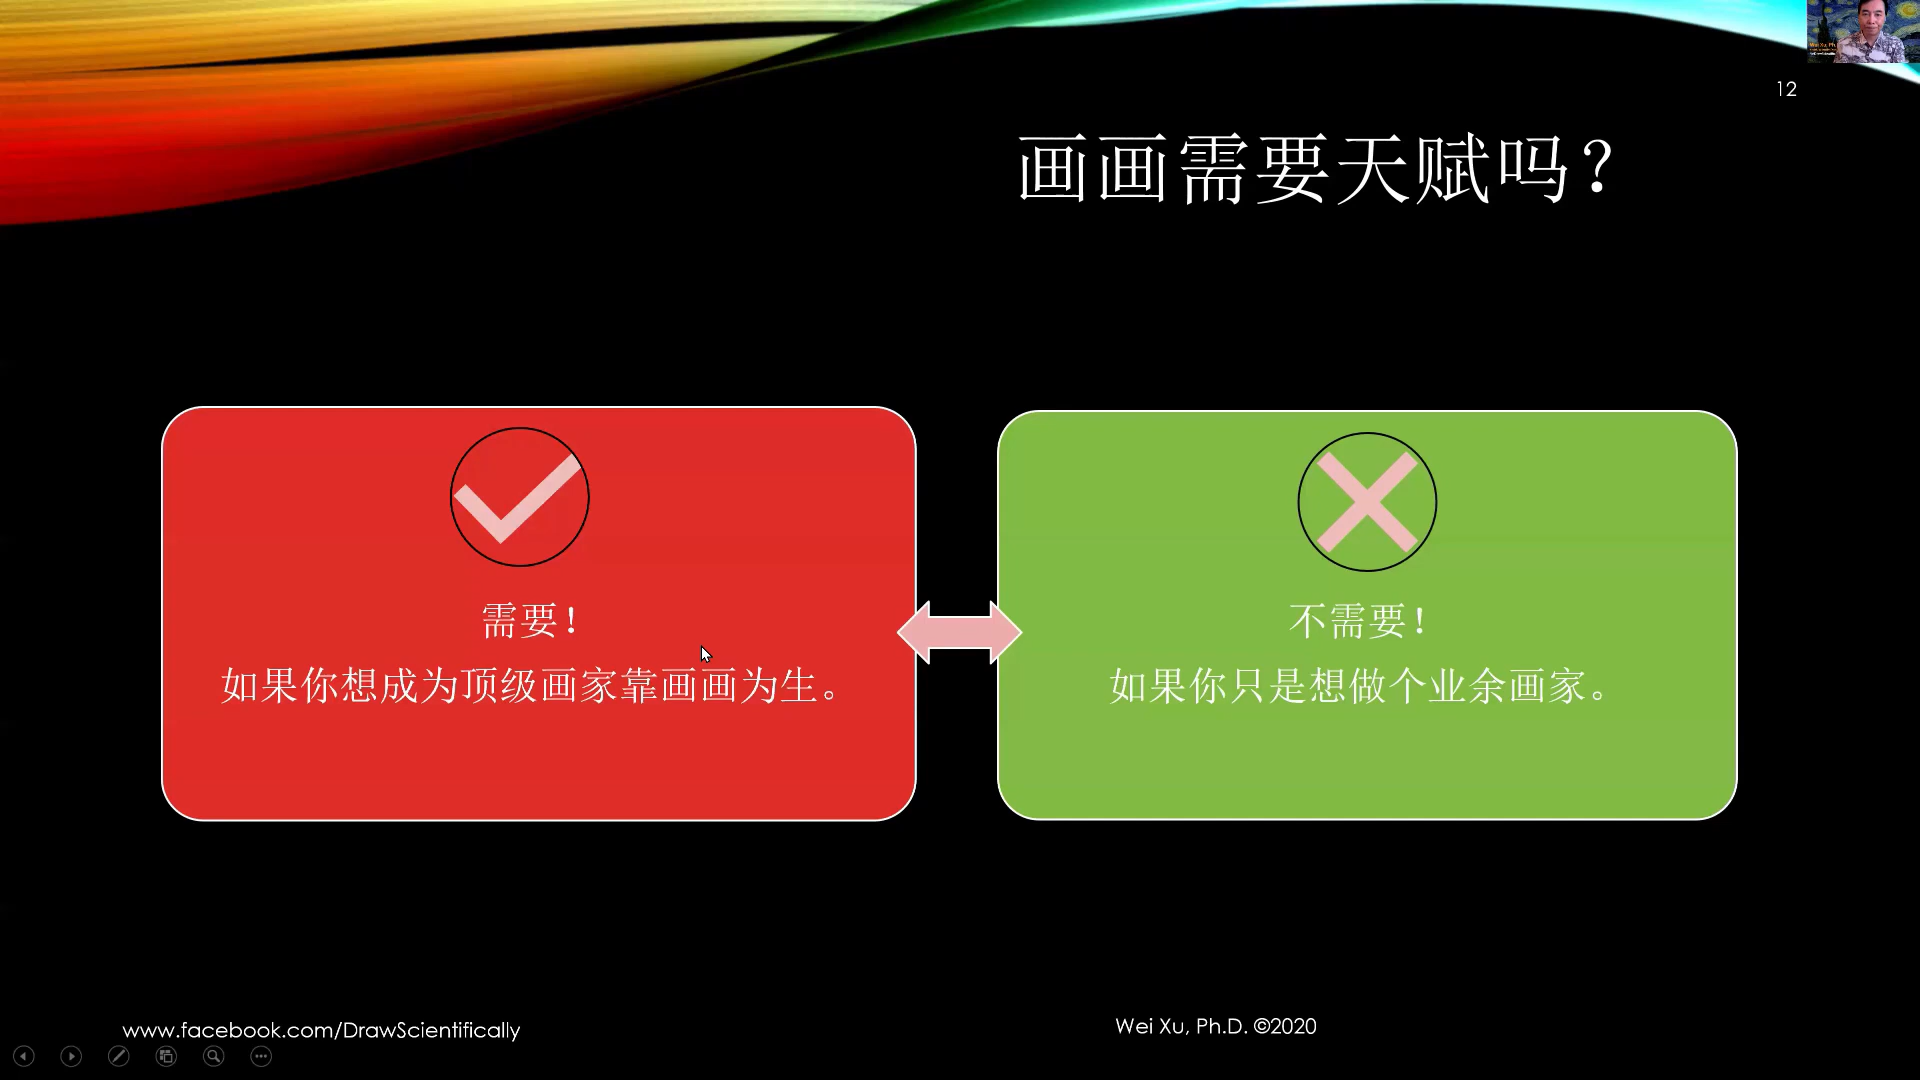 12
画画需要天赋吗？
需要！
如果你想成为顶级画家靠画画为生。
不需要！
如果你只是想做个业余画家。
www.facebook.com/DrawScientifically
Wei Xu, Ph.D. ©2020